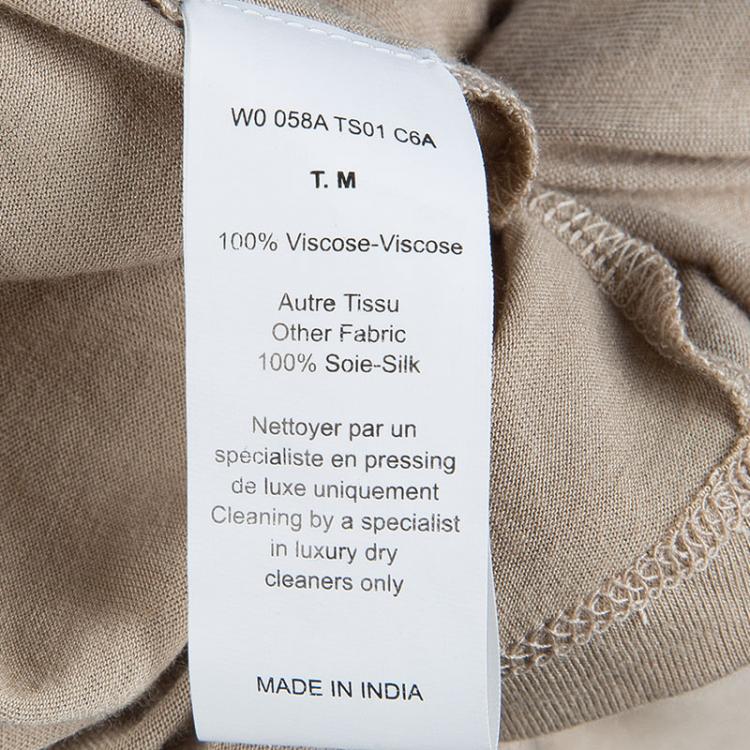 W0 058A TS01 C6A
T. M
100% Viscose-Viscose
Autre Tissu
Other Fabric
100% Soie-Silk
Nettoyer par un
spécialiste en pressing
de luxe uniquement
Cleaning by a specialist
in luxury dry
cleaners only
MADE IN INDIA